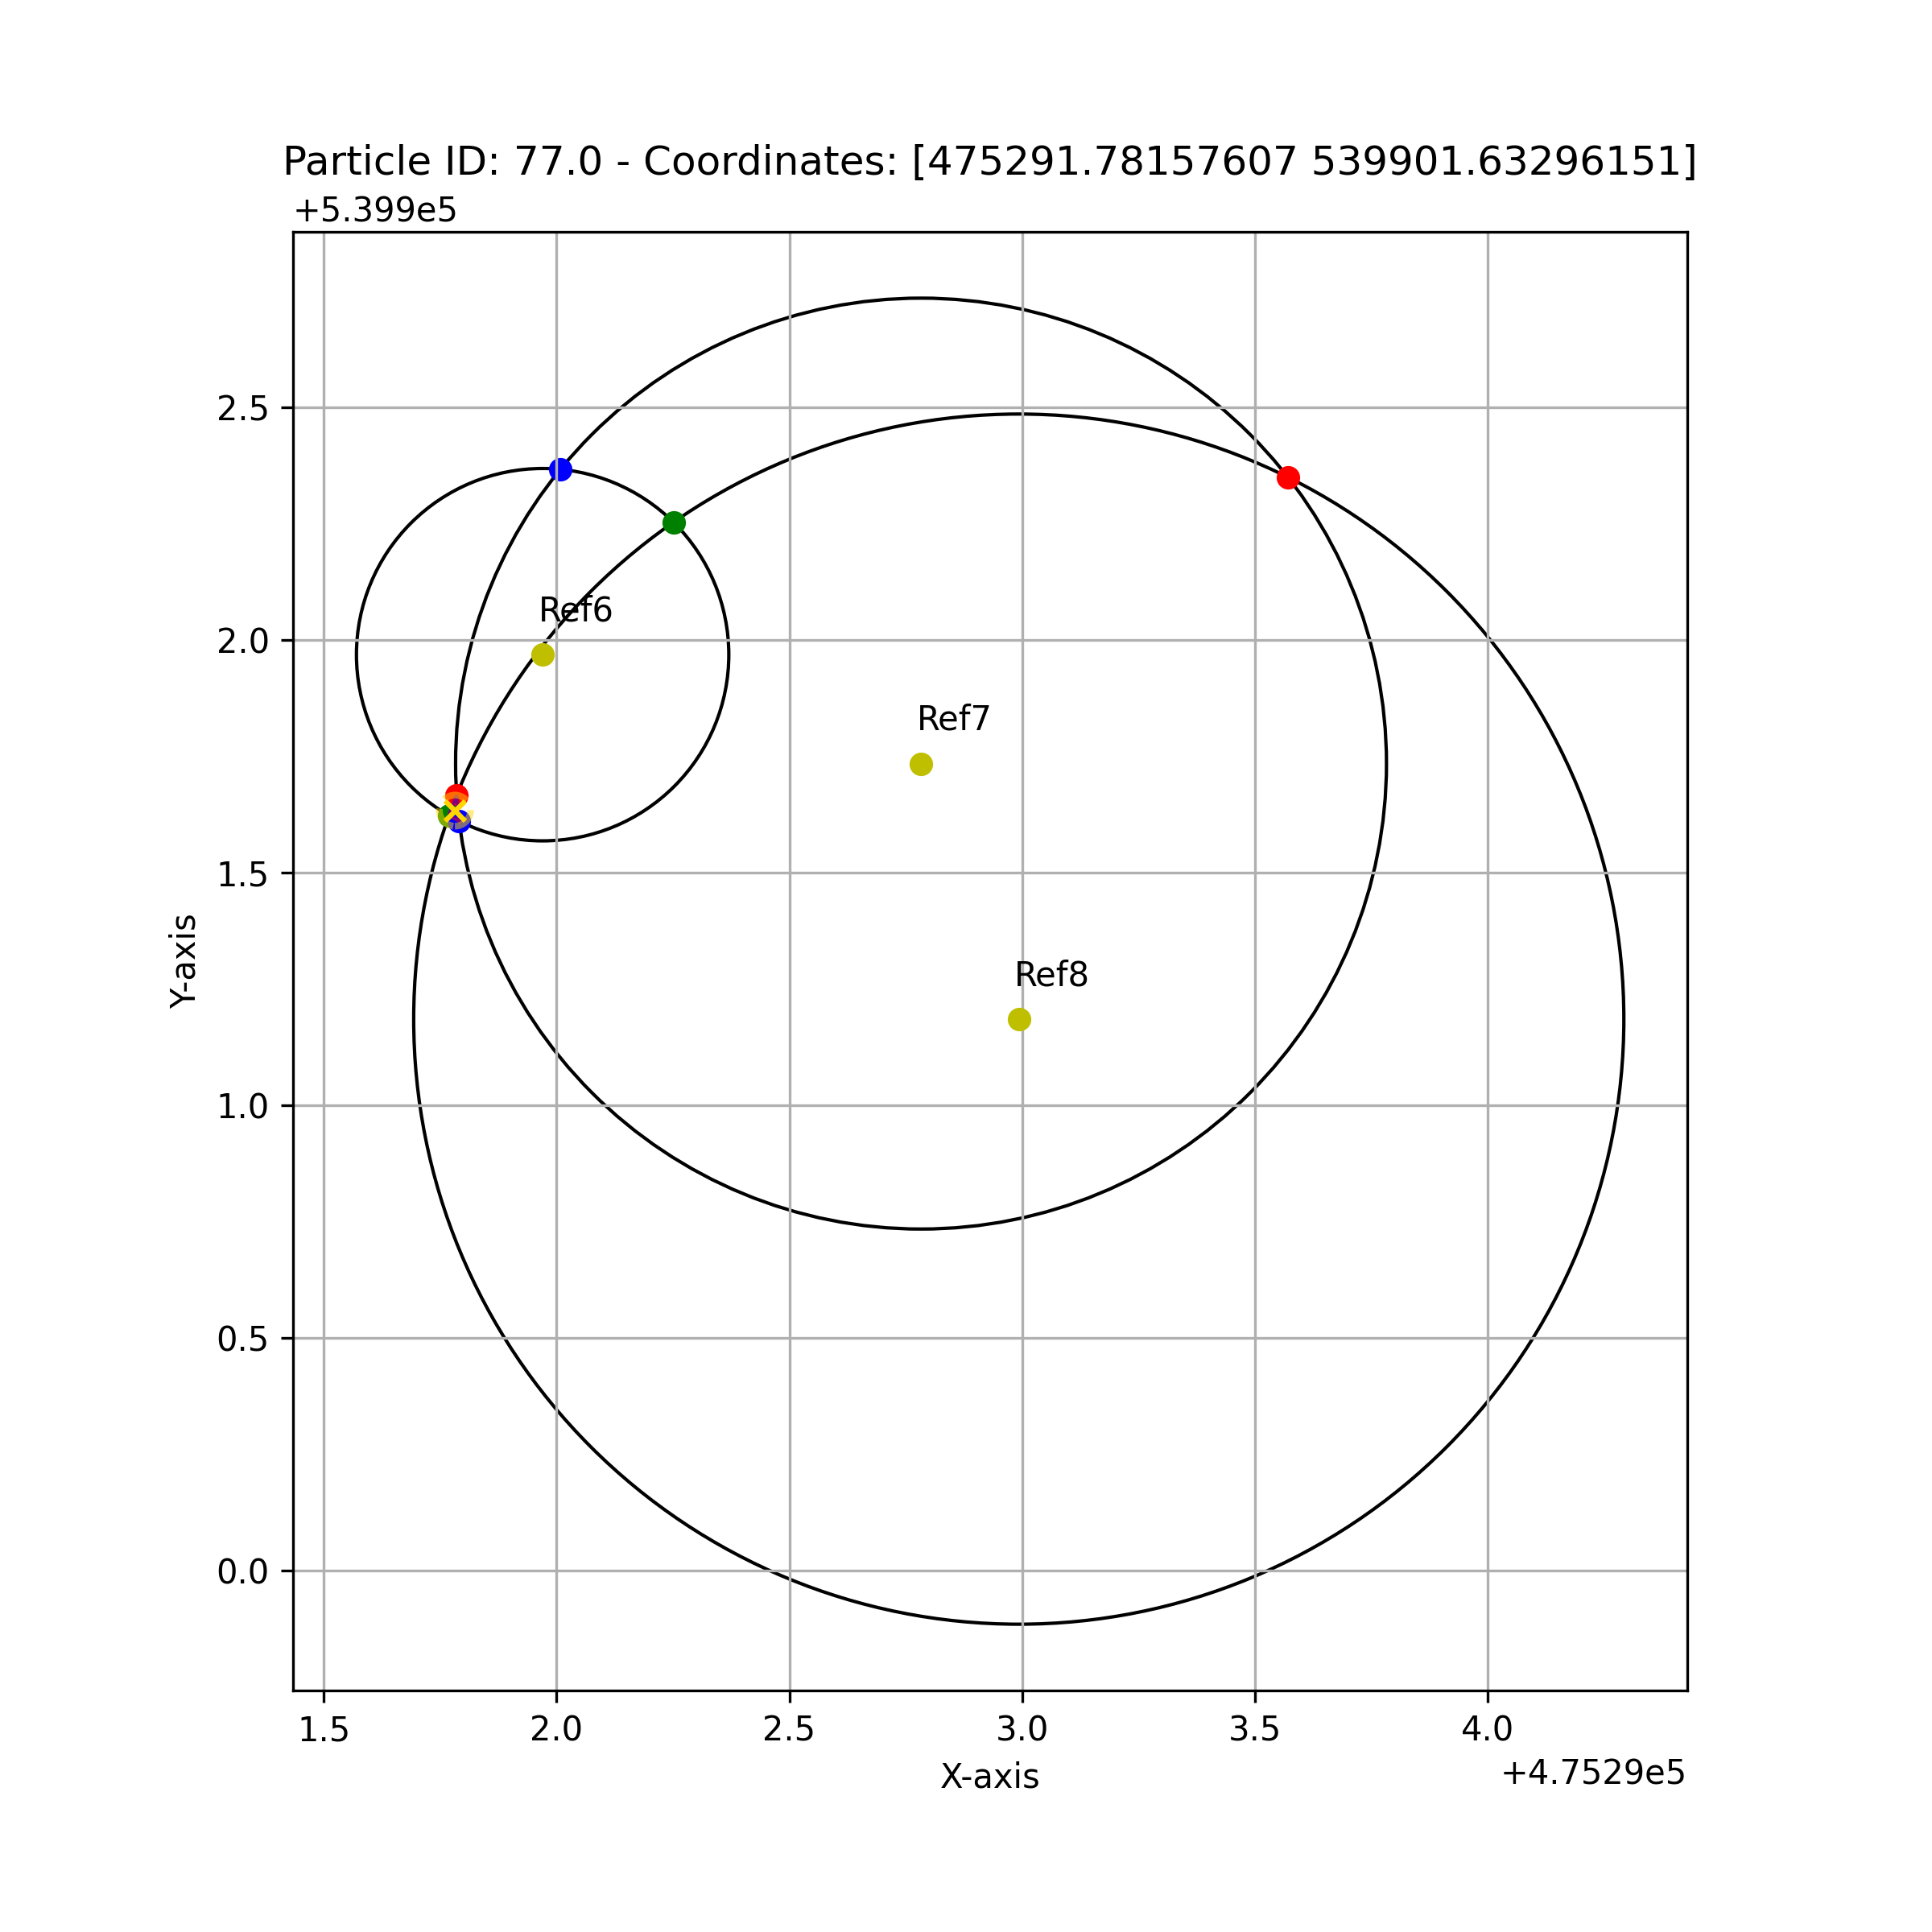 Particle ID: 77.0 - Coordinates: [475291.78157607 539901.63296151]
+5.399e5
2.5
2.0
1.5
1.0
0.5
0.0
Y-axis
Ref6
Ref7
Ref8
1.5 2.0 2.5 3.0 3.5 4.0
X-axis
+4.7529e5